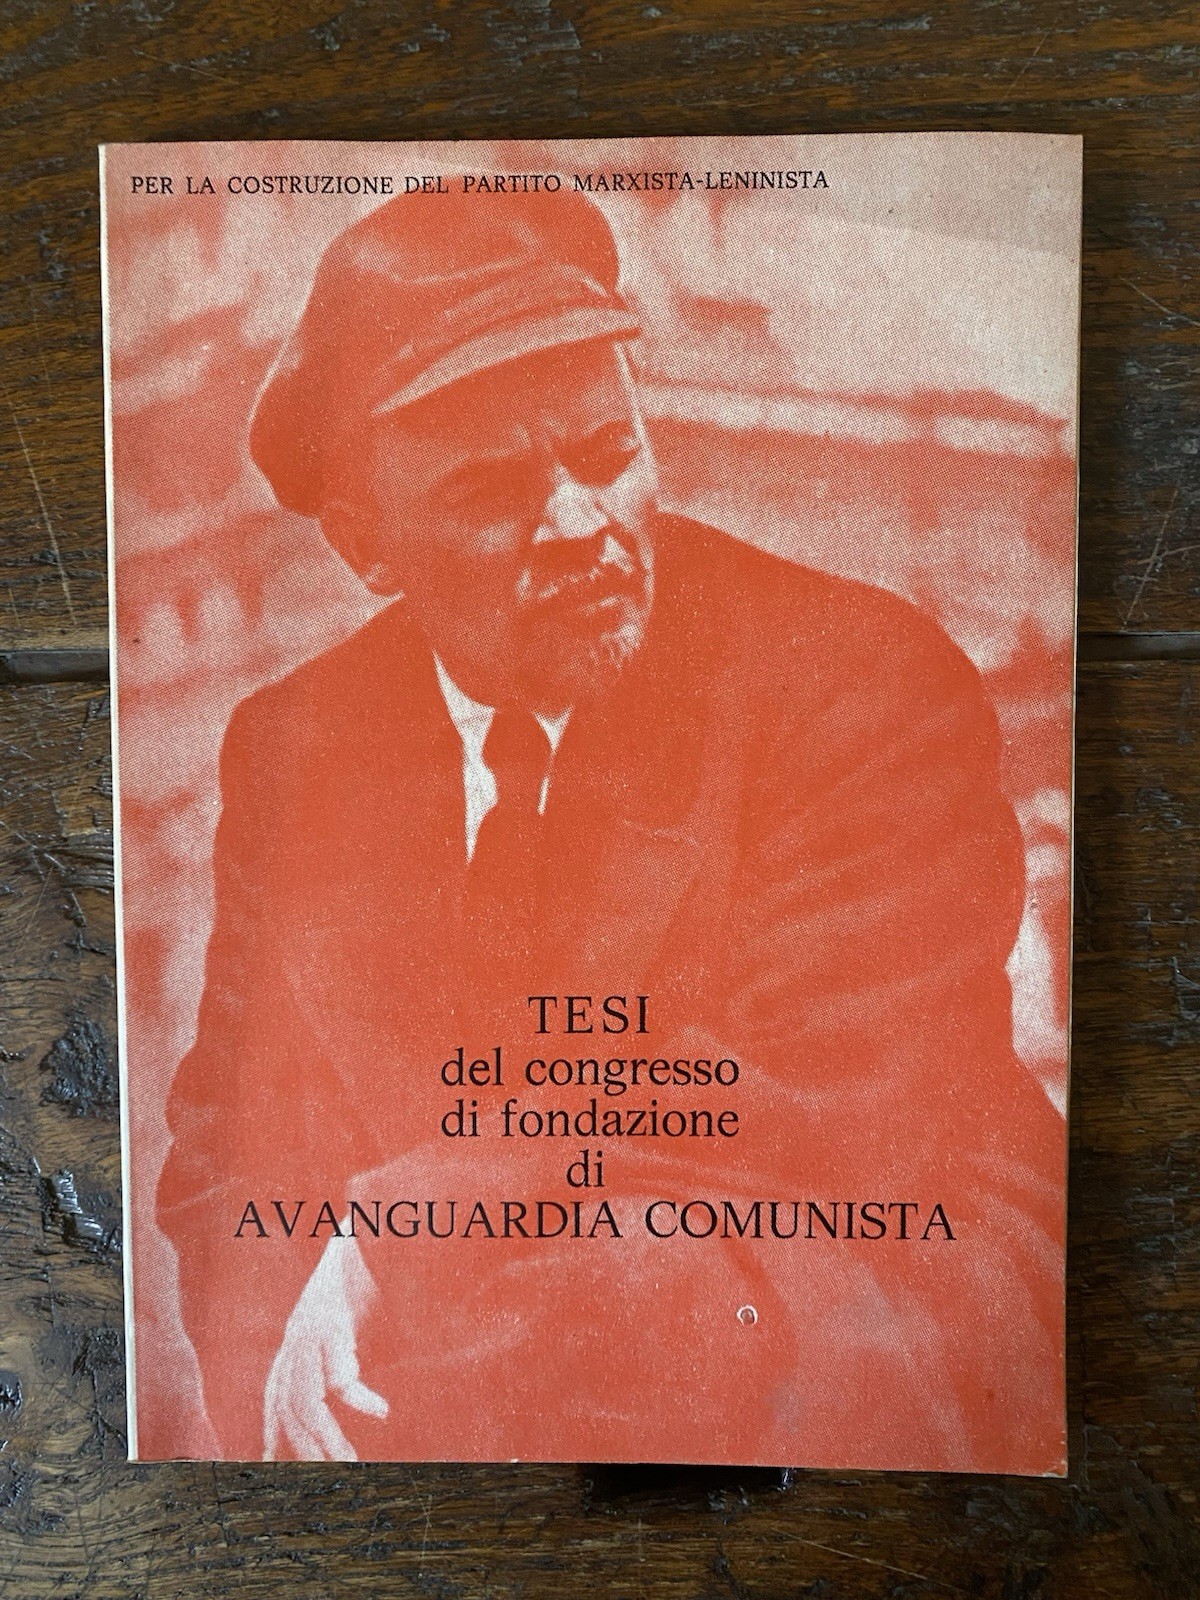 PER LA COSTRUZIONE DEL PARTITO MARXISTA-LENINISTA
TESI
del congresso
di fondazione
di
AVANGUARDIA COMUNISTA